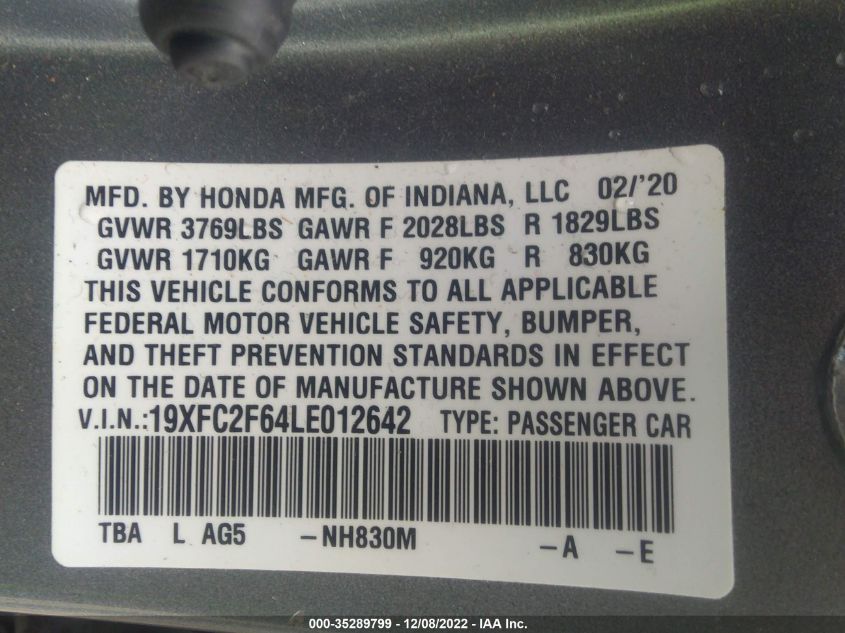 MFD. BY HONDA MFG. OF INDIANA, LLC 02/'20
GVWR 3769LBS GAWR F 2028LBS R 1829LBS
GVWR 1710KG GAWR F 920KG R 830KG
THIS VEHICLE CONFORMS TO ALL APPLICABLE
FEDERAL MOTOR VEHICLE SAFETY, BUMPER,
AND THEFT PREVENTION STANDARDS IN EFFECT
ON THE DATE OF MANUFACTURE SHOWN ABOVE.
V.I.N.:19XFC2F64LE012642 TYPE: PASSENGER CAR
TBA L AG5 -NH830M -A -E
000-35289799 - 12/08/2022 - IAA Inc.